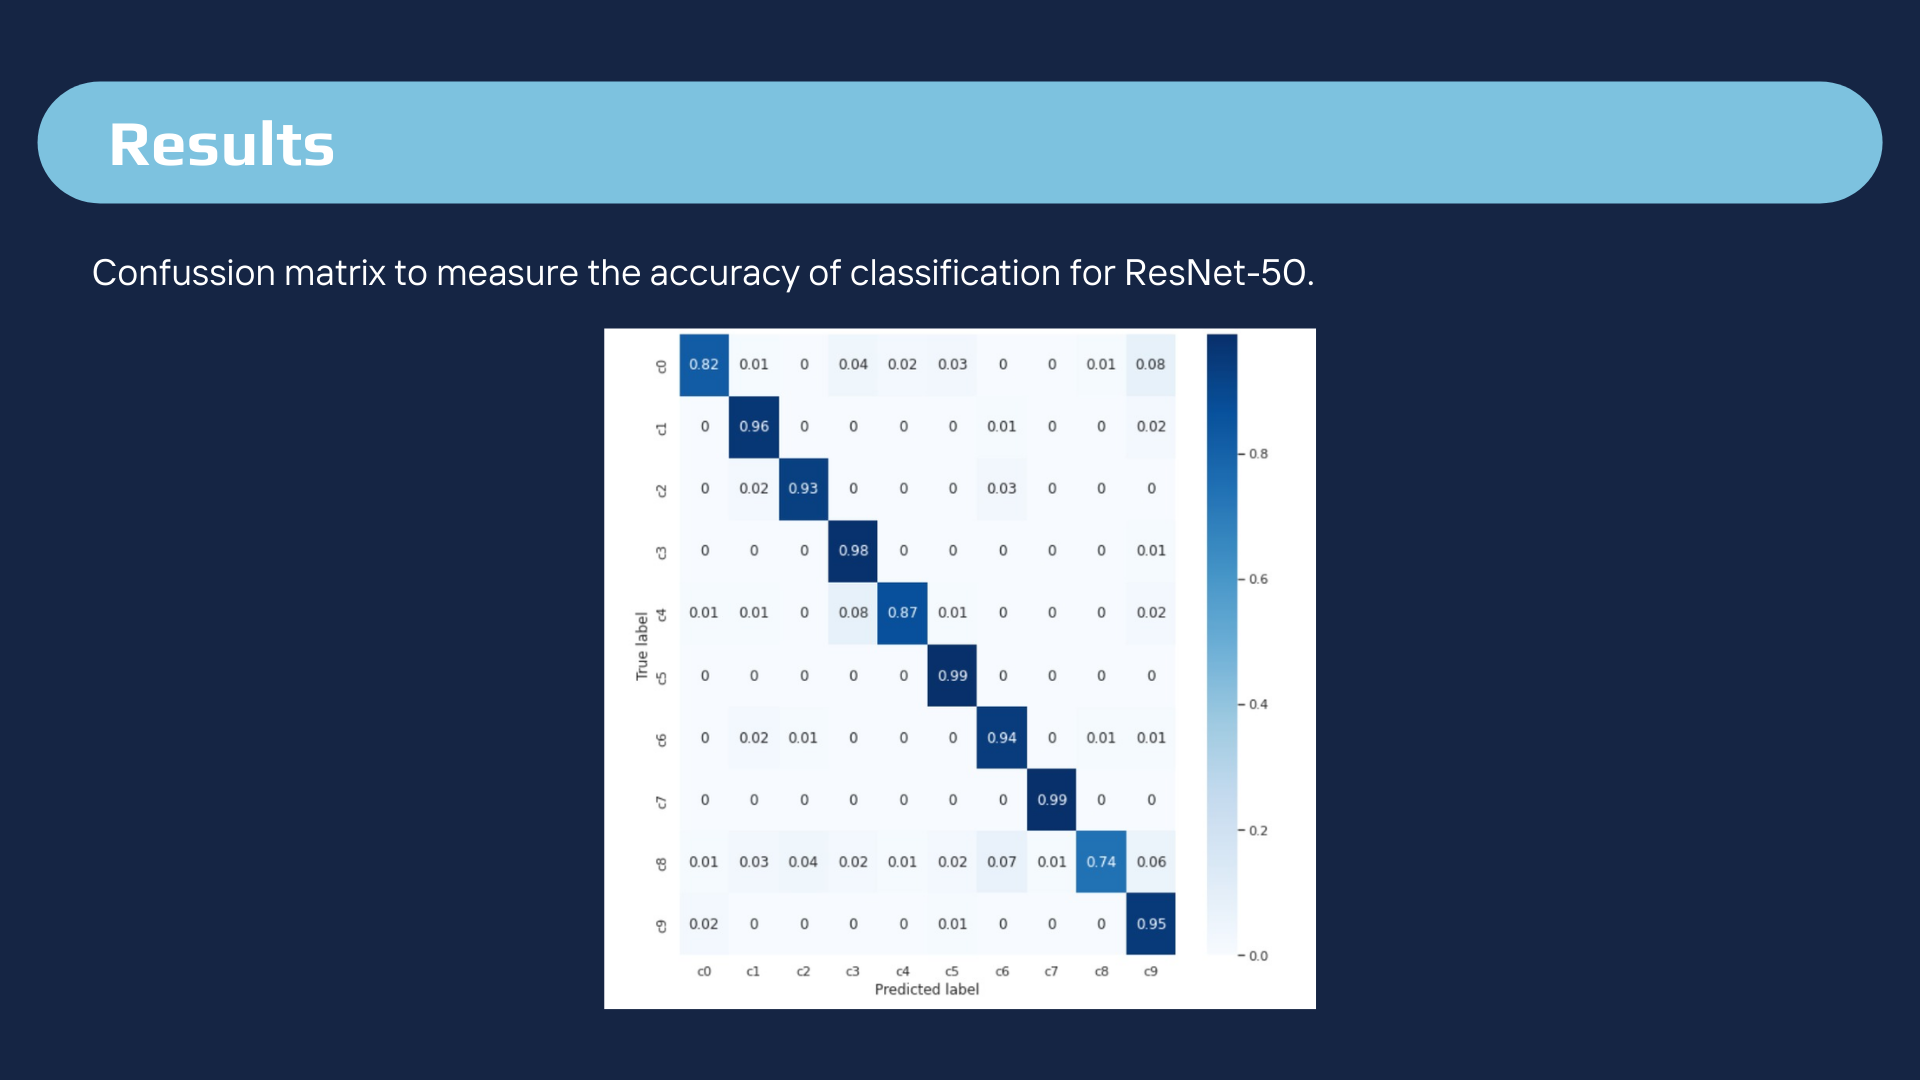 Results
Confussion matrix to measure the accuracy of classification for ResNet-50.
c0 0.82 0.01 0 0.04 0.02 0.03 0 0 0.01 0.08
c1 0 0.96 0 0 0 0 0.01 0 0 0.02
0.8
c2 0 0.02 0.93 0 0 0 0.03 0 0 0
c3 0 0 0 0.98 0 0 0 0 0 0.01
0.6
c4 0.01 0.01 0 0.08 0.87 0.01 0 0 0 0.02
True label
c5 0 0 0 0 0 0.99 0 0 0 0
0.4
c6 0 0.02 0.01 0 0 0 0.94 0 0.01 0.01
c7 0 0 0 0 0 0 0 0.99 0 0
0.2
c8 0.01 0.03 0.04 0.02 0.01 0.02 0.07 0.01 0.74 0.06
c9 0.02 0 0 0 0 0.01 0 0 0 0.95
0.0
c0 c1 c2 c3 c4 c5 c6 c7 c8 c9
Predicted label